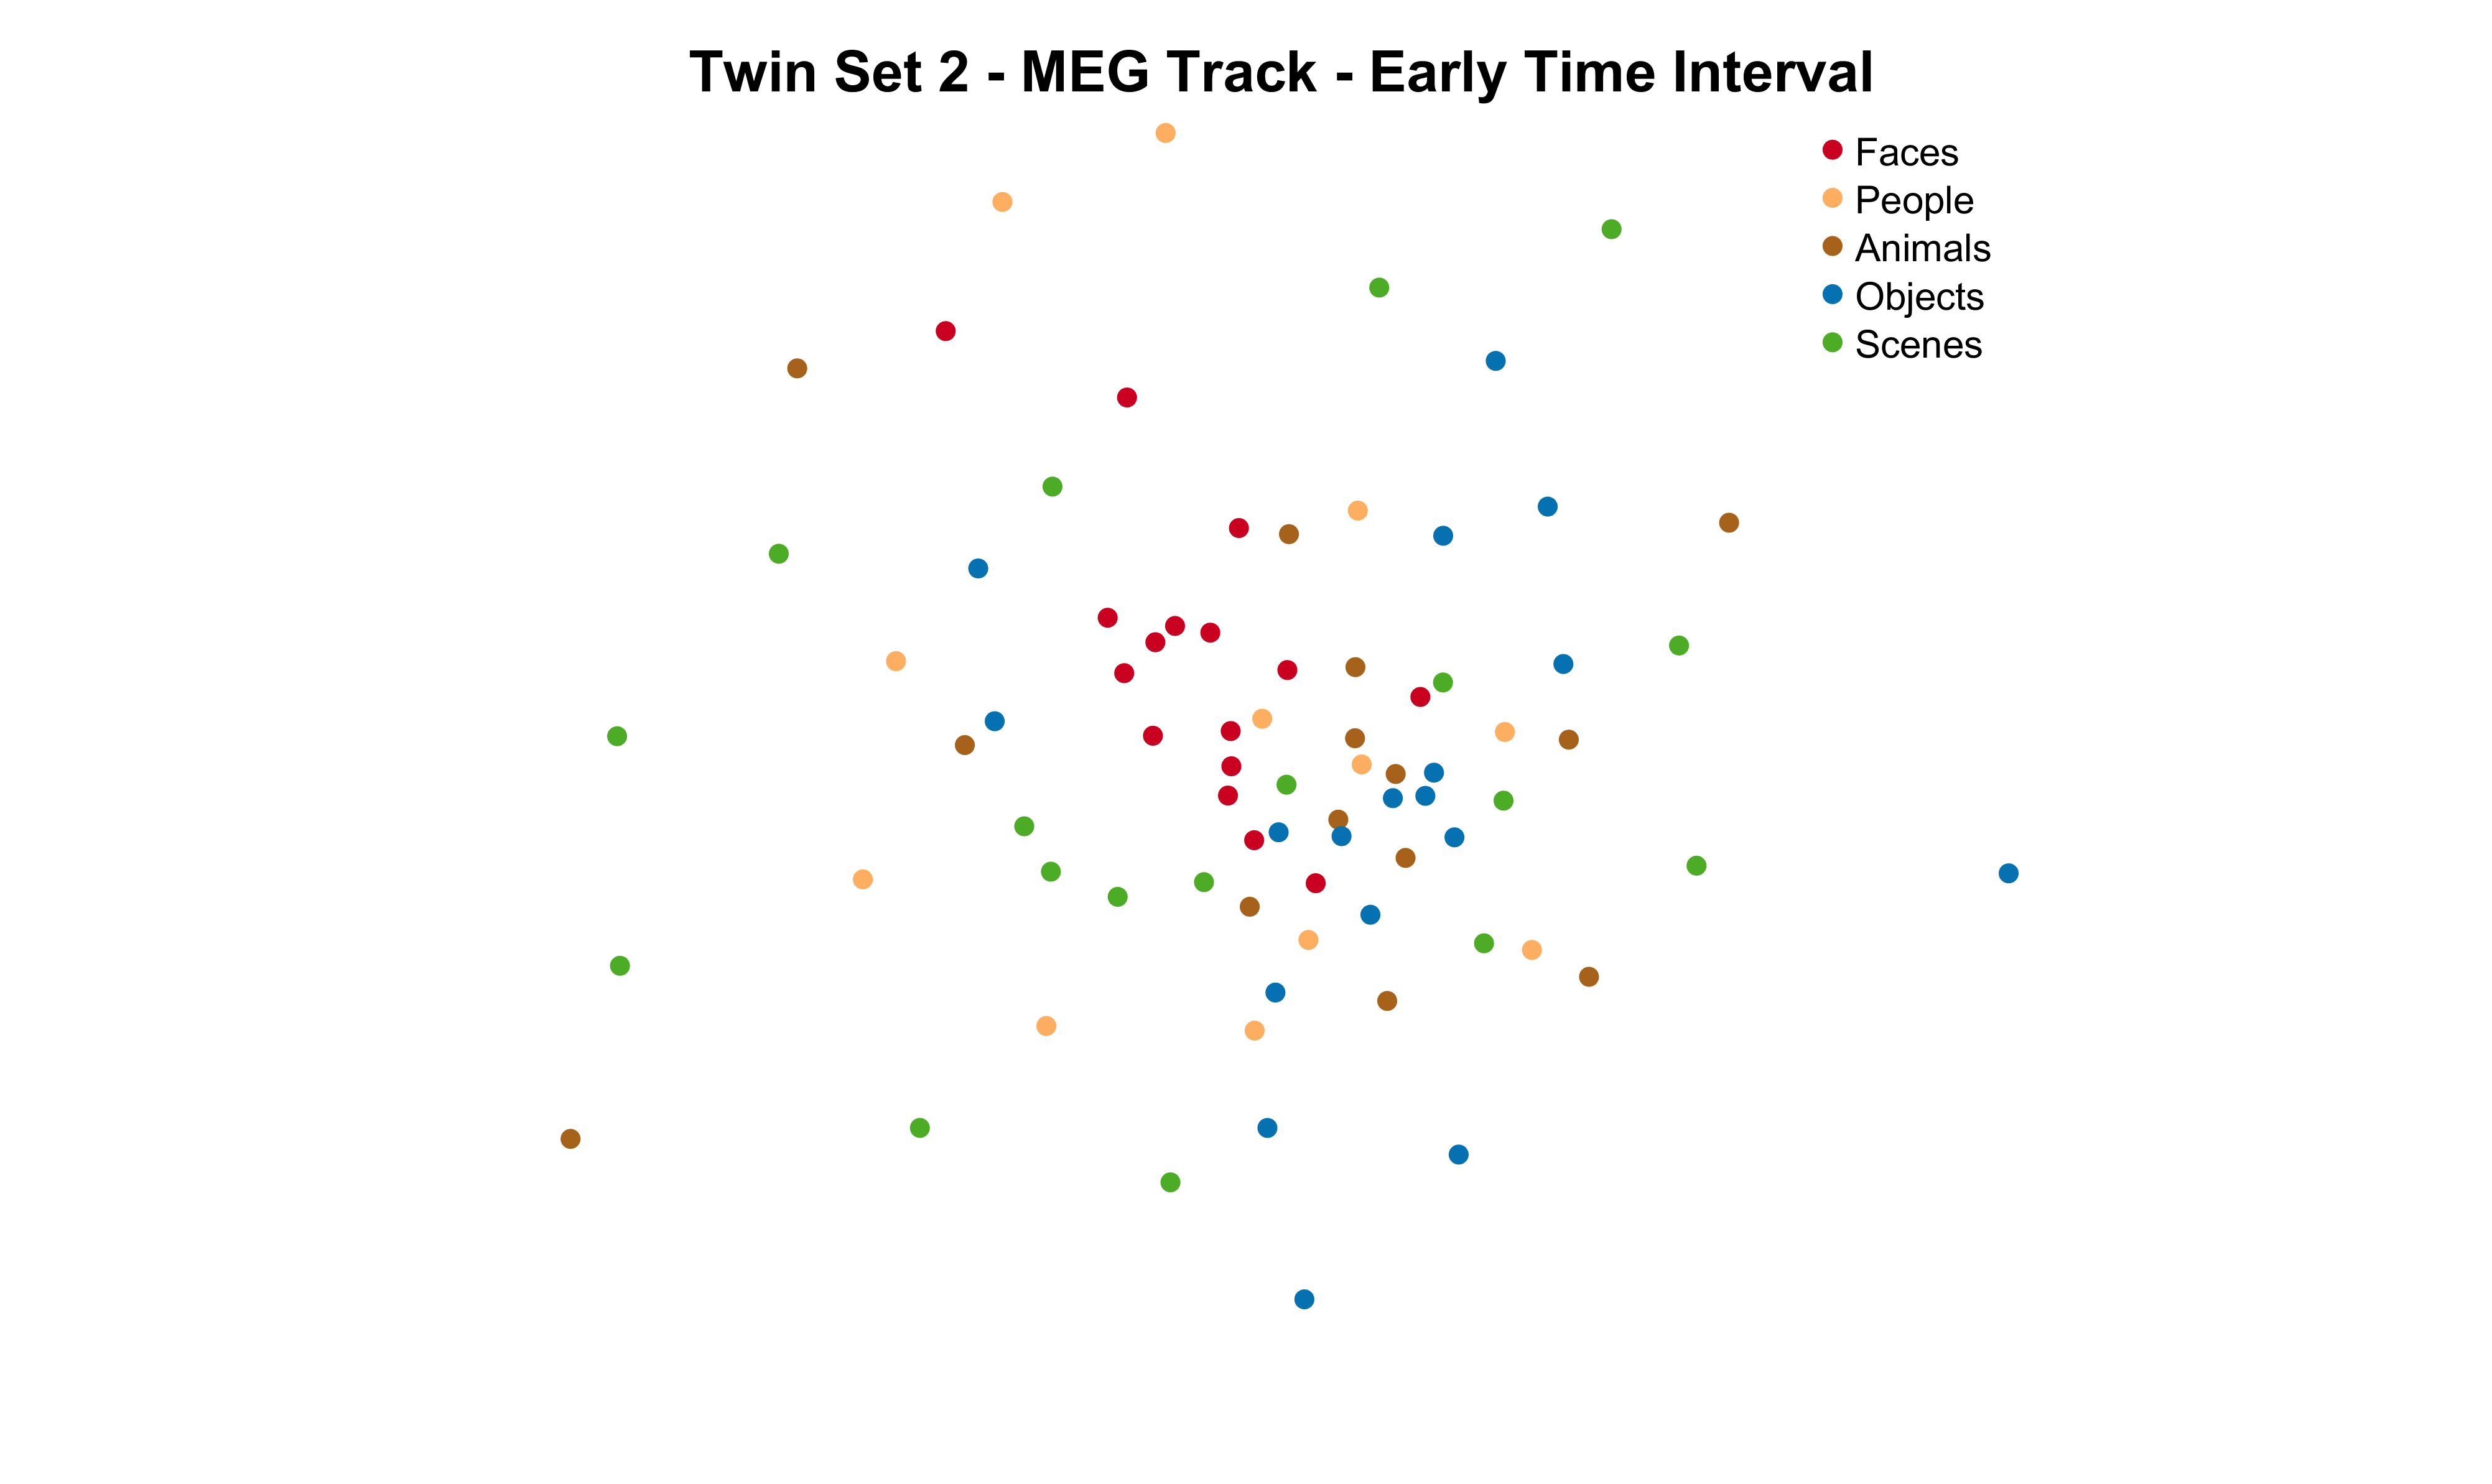 Twin Set 2 - MEG Track - Early Time Interval
Faces
People
Animals
Objects
Scenes